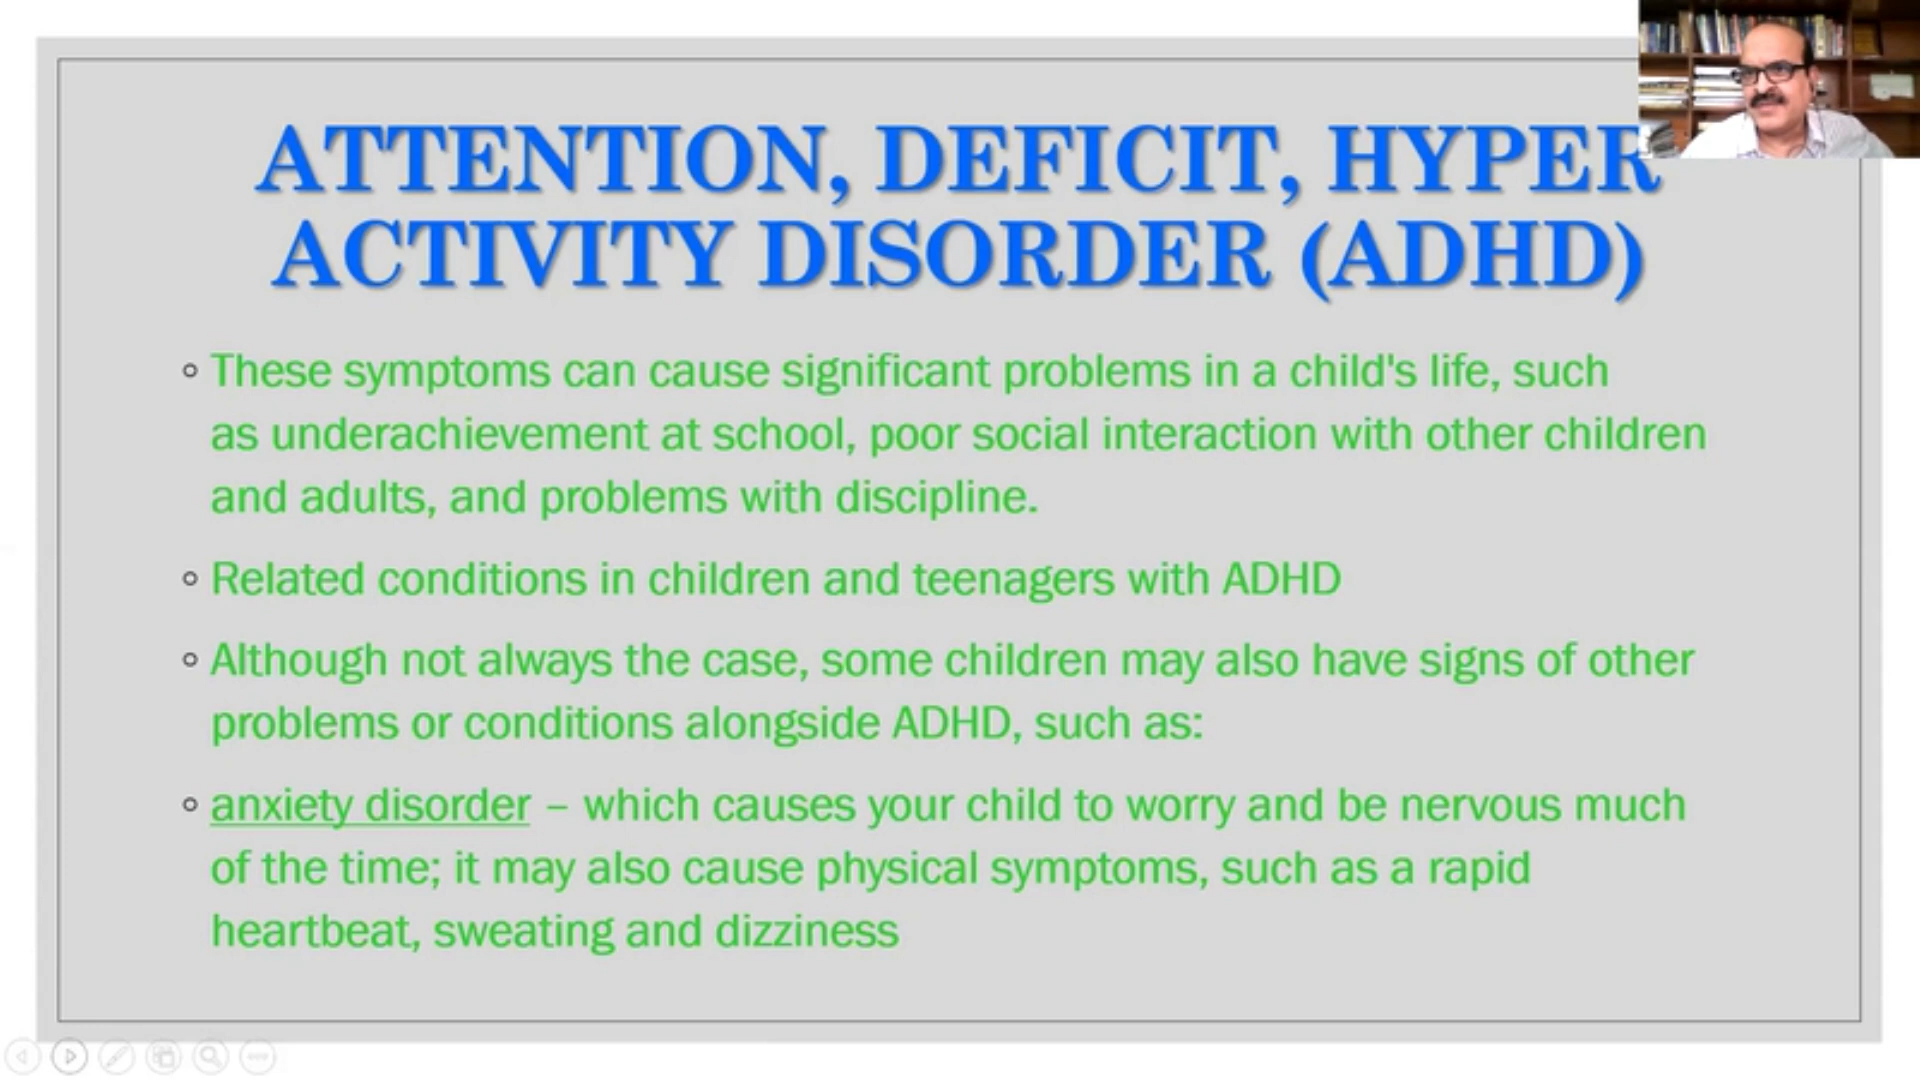 ATTENTION, DEFICIT, HYPER
ACTIVITY DISORDER (ADHD)
These symptoms can cause significant problems in a child's life, such
as underachievement at school, poor social interaction with other children
and adults, and problems with discipline.
Related conditions in children and teenagers with ADHD
Although not always the case, some children may also have signs of other
problems or conditions alongside ADHD, such as:
anxiety disorder – which causes your child to worry and be nervous much
of the time; it may also cause physical symptoms, such as a rapid
heartbeat, sweating and dizziness